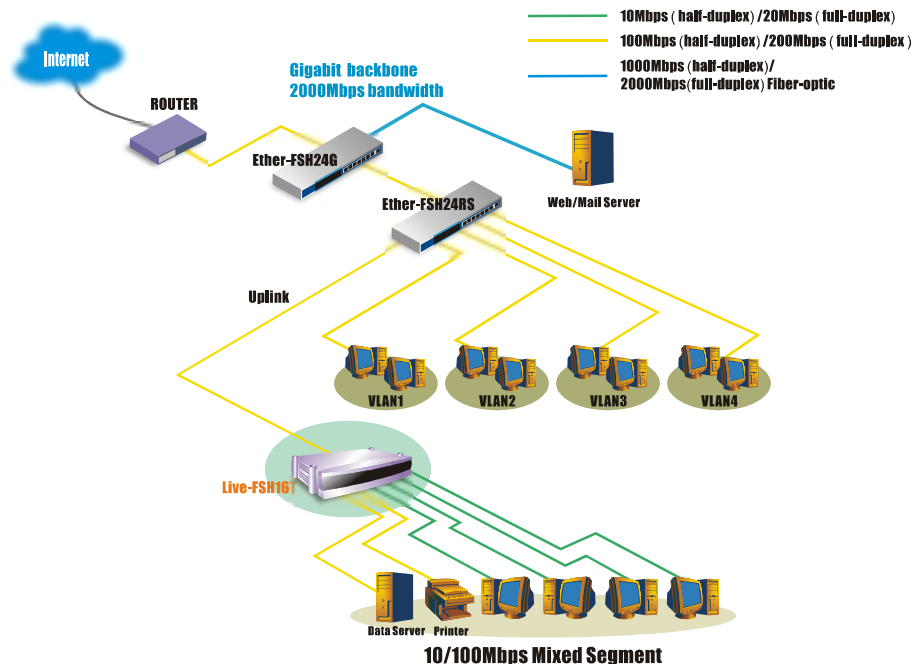 10Mbps ( half-duplex ) /20Mbps ( full-duplex )
100Mbps (half-duplex ) /200Mbps ( full-duplex )
1000Mbps (half-duplex )/
2000Mbps(full-duplex ) Fiber-optic
Internet
Gigabit backbone
2000Mbps bandwidth
ROUTER
Ether-FSH24G
Web/Mail Server
Ether-FSH24RS
Uplink
VLAN1
VLAN2
VLAN3
VLAN4
Live-FSH16
Data Server
Printer
10/100Mbps Mixed Segment